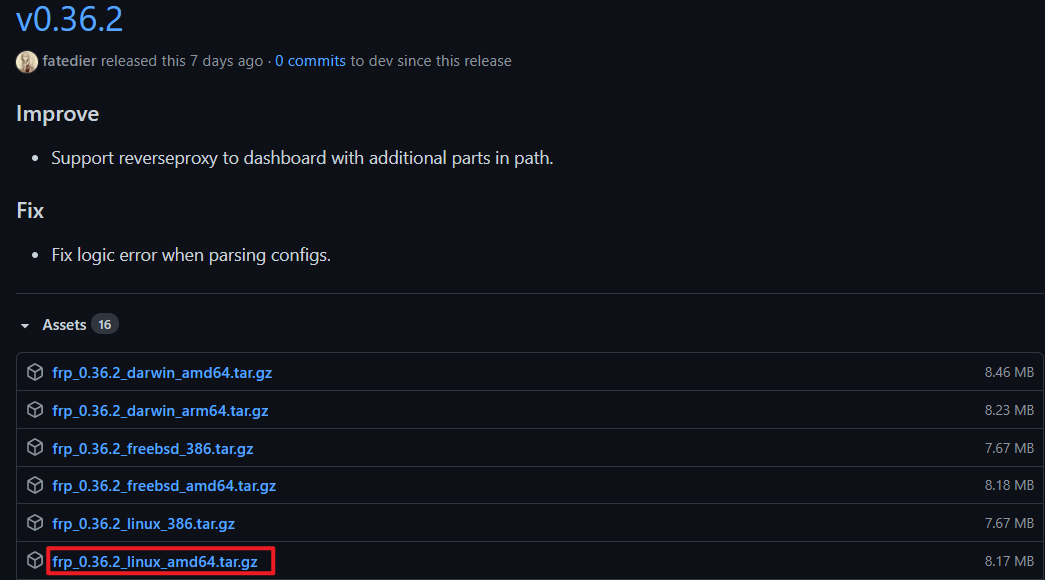 v0.36.2
fatedier released this 7 days ago · 0 commits to dev since this release
Improve
• Support reverseproxy to dashboard with additional parts in path.
Fix
• Fix logic error when parsing configs.
Assets 16
frp_0.36.2_darwin_amd64.tar.gz 8.46 MB
frp_0.36.2_darwin_arm64.tar.gz 8.23 MB
frp_0.36.2_freebsd_386.tar.gz 7.67 MB
frp_0.36.2_freebsd_amd64.tar.gz 8.18 MB
frp_0.36.2_linux_386.tar.gz 7.67 MB
frp_0.36.2_linux_amd64.tar.gz 8.17 MB